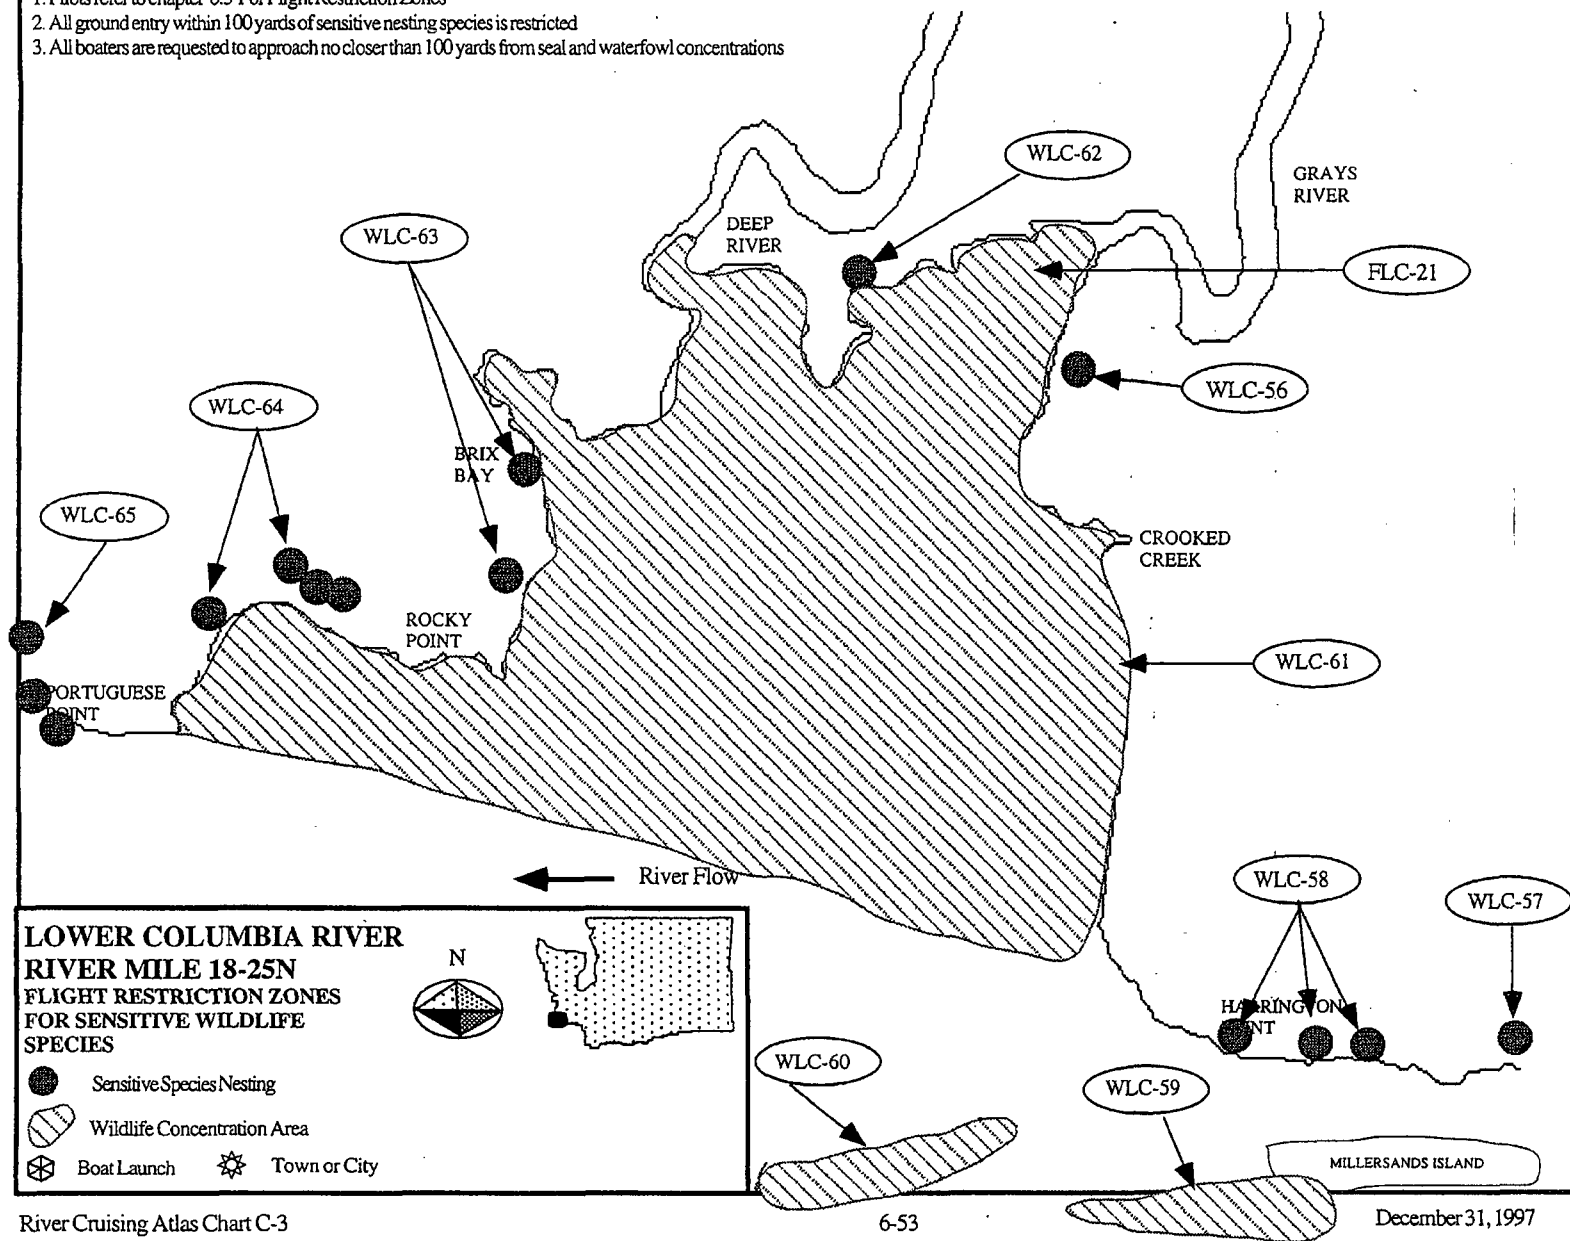 2. All ground entry within 100 yards of sensitive nesting species is restricted
3. All boaters are requested to approach no closer than 100 yards from seal and waterfowl concentrations
WLC-62
GRAYS
RIVER
DEEP
RIVER
WLC-63
FLC-21
WLC-56
WLC-64
BRIX
BAY
WLC-65
CROOKED
CREEK
ROCKY
POINT
WLC-61
PORTUGUESE
POINT
River Flow
WLC-58
WLC-57
HARRINGTON
POINT
WLC-60
WLC-59
MILLERSANDS ISLAND
LOWER COLUMBIA RIVER
RIVER MILE 18-25N
FLIGHT RESTRICTION ZONES
FOR SENSITIVE WILDLIFE
SPECIES
N
Sensitive Species Nesting
Wildlife Concentration Area
Boat Launch
Town or City
River Cruising Atlas Chart C-3
6-53
December 31, 1997